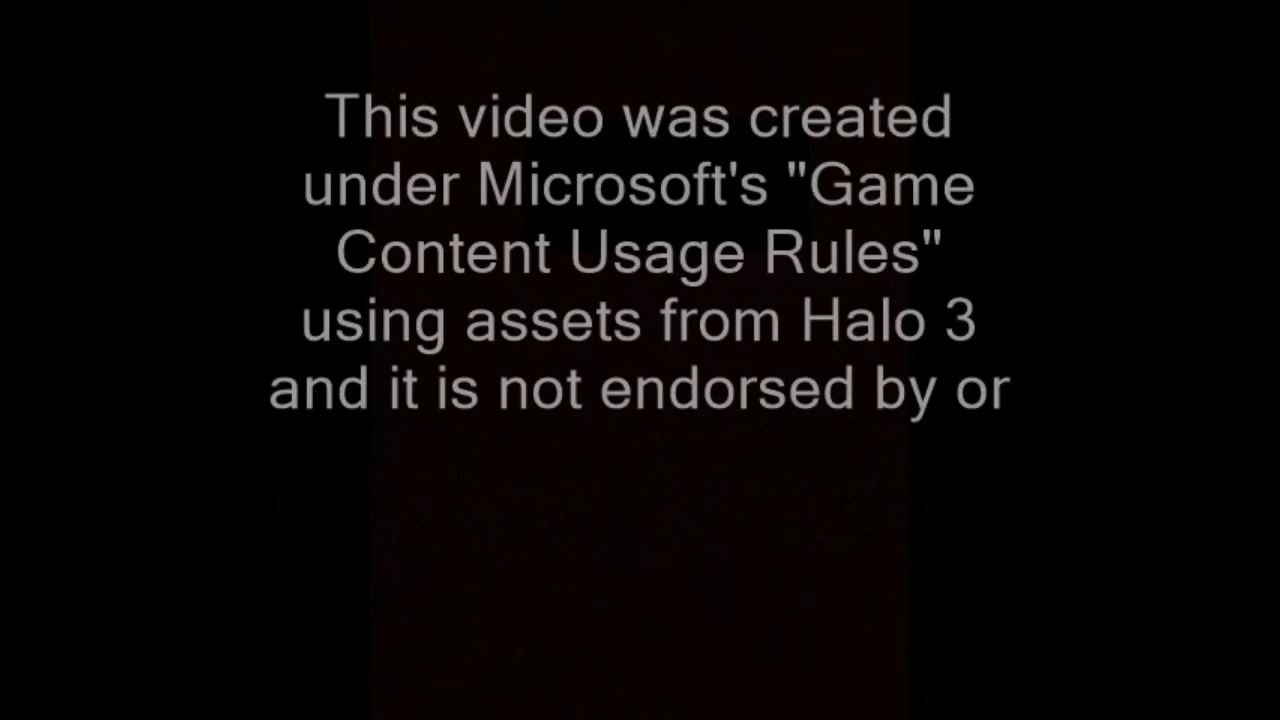 This video was created
under Microsoft's "Game
Content Usage Rules"
using assets from Halo 3
and it is not endorsed by or